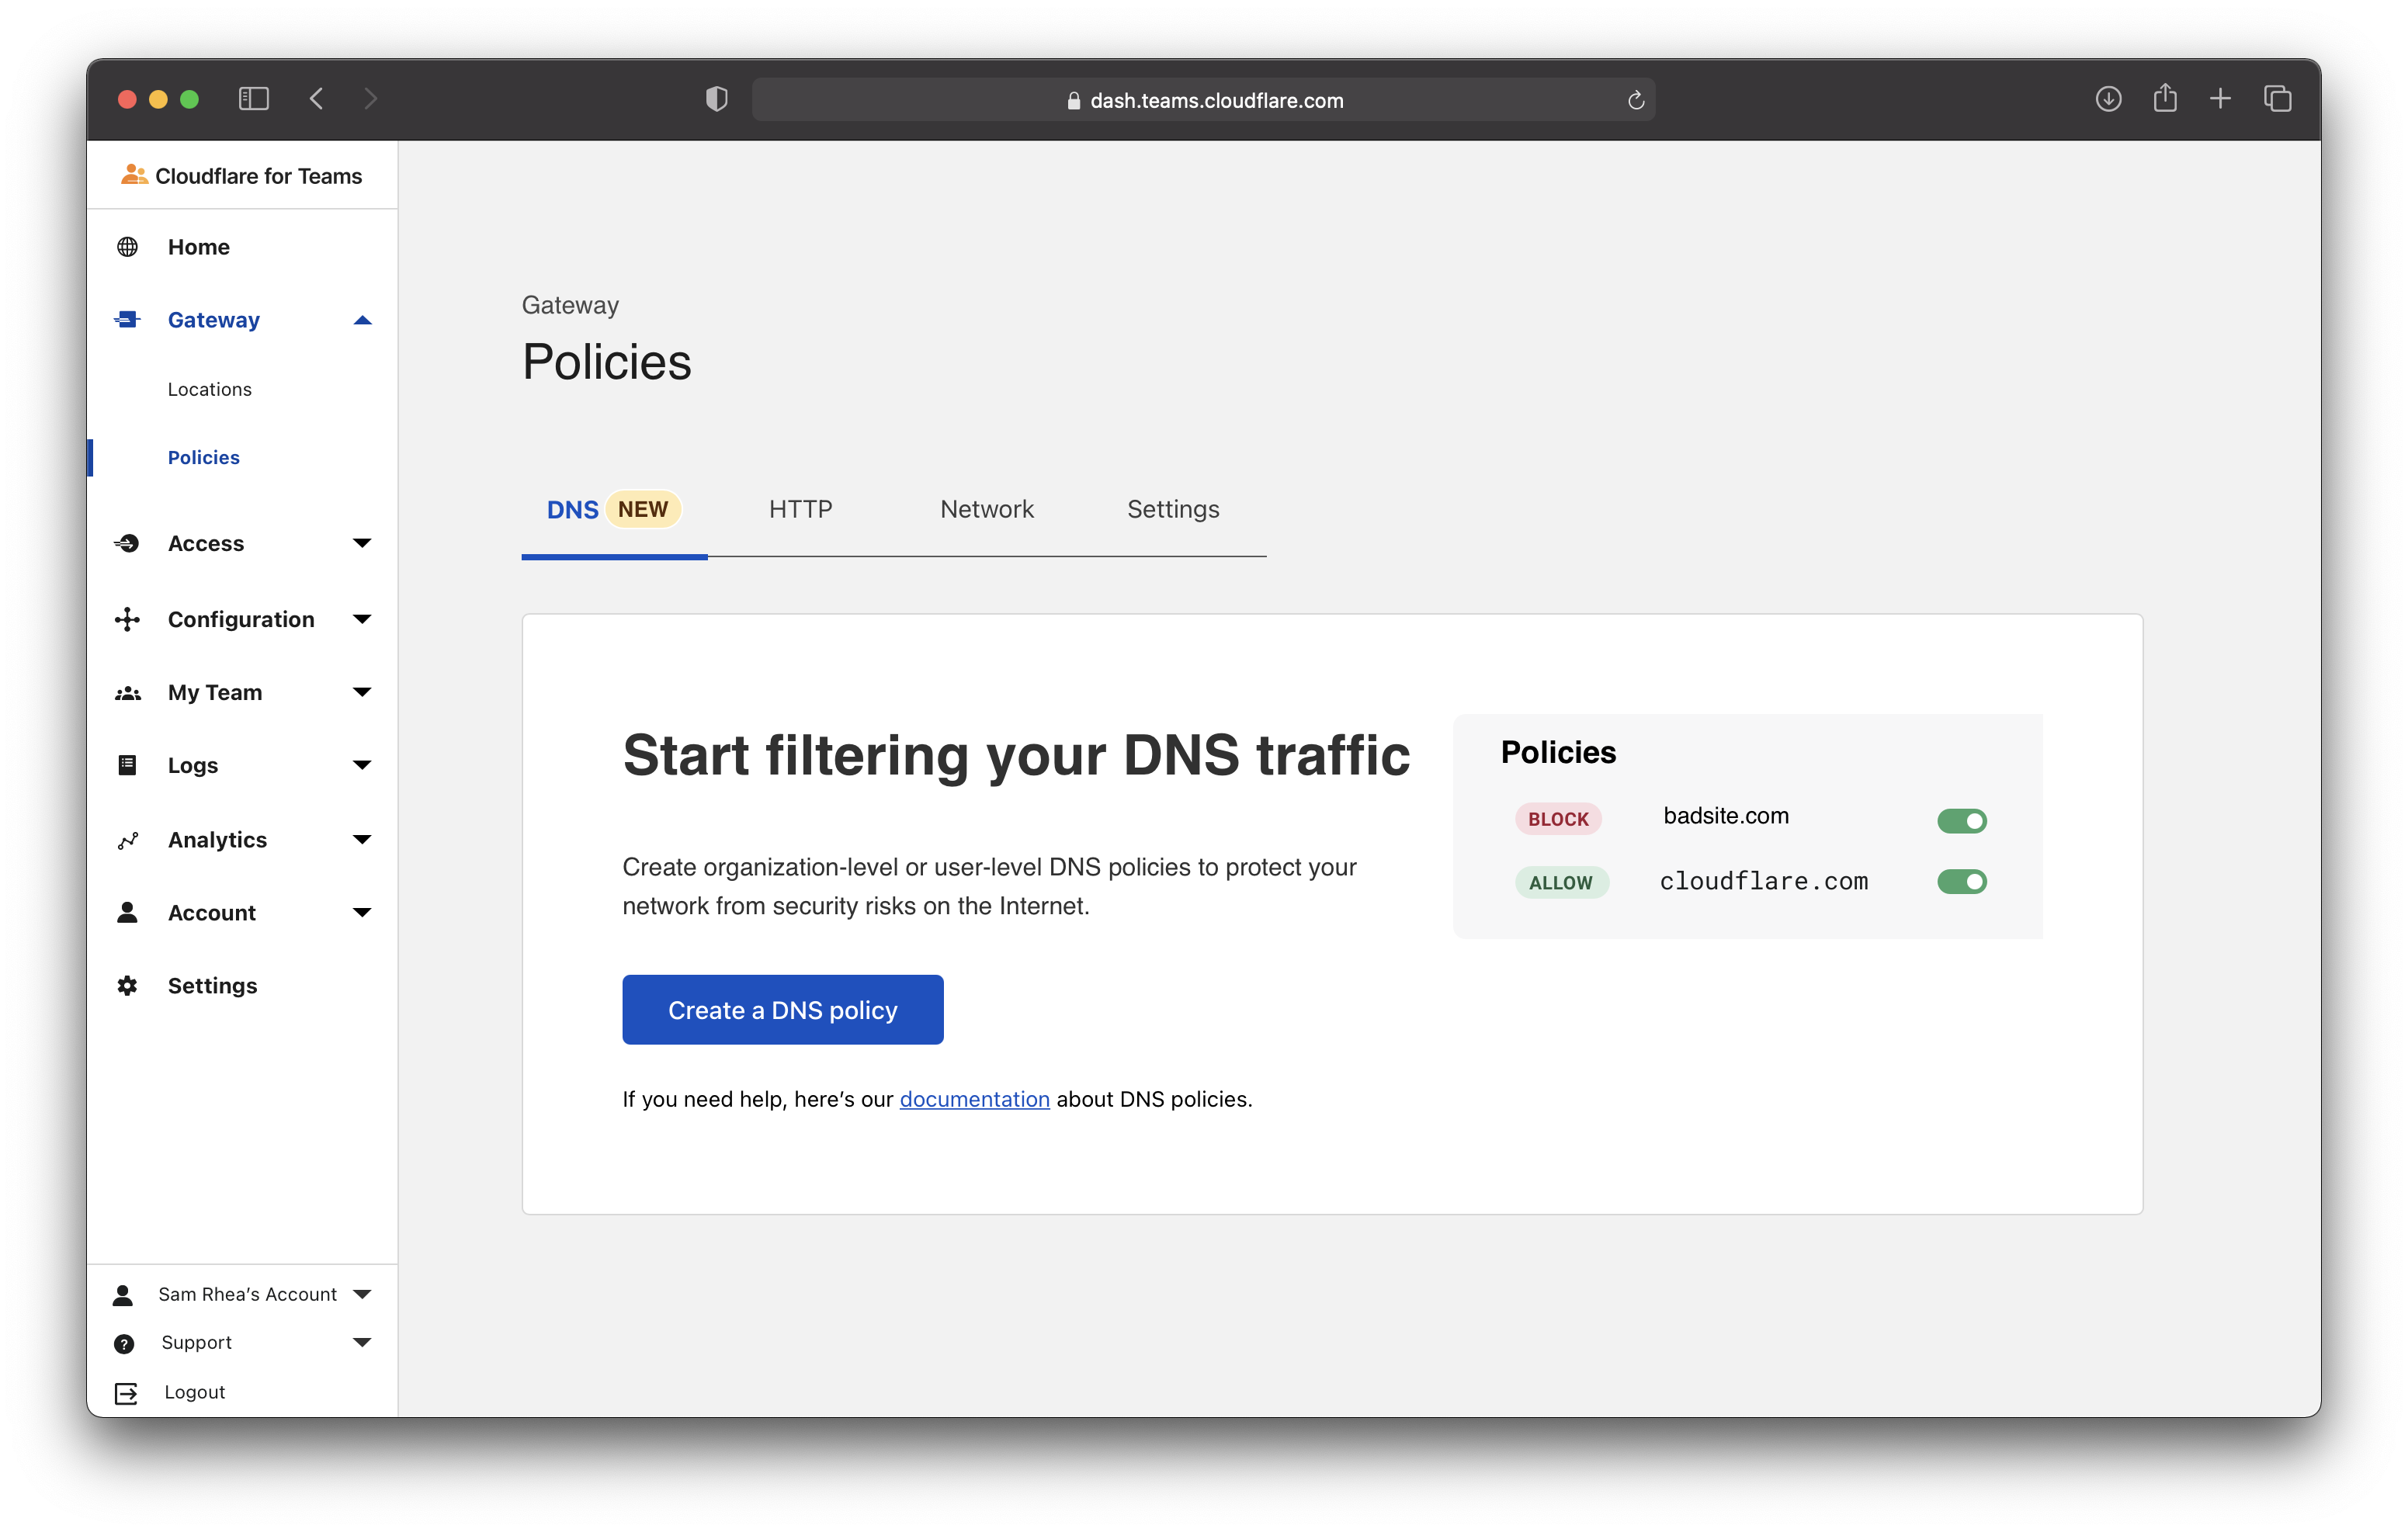 dash.teams.cloudflare.com
Cloudflare for Teams
Home
Gateway
Locations
Policies
Access
Configuration
My Team
Logs
Analytics
Account
Settings
Sam Rhea’s Account
Support
Logout
Gateway
Policies
DNS NEW HTTP Network Settings
Start filtering your DNS traffic
Create organization-level or user-level DNS policies to protect your
network from security risks on the Internet.
Create a DNS policy
If you need help, here’s our documentation about DNS policies.
Policies
BLOCK badsite.com
ALLOW cloudflare.com